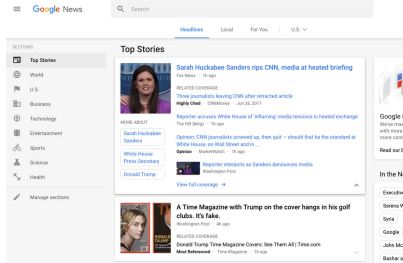 Google News
Search
Headlines
Local
For You
U.S.
SECTIONS
Top Stories
World
U.S.
Business
Technology
Entertainment
Sports
Science
Health
Manage sections
Top Stories
Sarah Huckabee Sanders rips CNN, media at heated briefing
Fox News · 1h ago
RELATED COVERAGE
Three journalists leaving CNN after retracted article
Highly Cited · CNNMoney · Jun 26, 2017
Reporter accuses White House of 'inflaming' media tensions in heated exchange
The Hill (blog) · 1h ago
Opinion: CNN journalists screwed up, then quit – should that be the standard at
White House, on Wall Street and in ...
Opinion · MarketWatch · 1h ago
Reporter interjects as Sanders denounces media
Washington Post
View full coverage
MORE ABOUT
Sarah Huckabee
Sanders
White House
Press Secretary
Donald Trump
A Time Magazine with Trump on the cover hangs in his golf
clubs. It's fake.
Washington Post · 4h ago
RELATED COVERAGE
Donald Trump Time Magazine Covers: See Them All | Time.com
Most Referenced · Time Magazine · 1h ago
Google
We've mad
with more
more cont
Read our b
In the N
Executive
Serena W
Syria
Google
John Mc
Bashar a